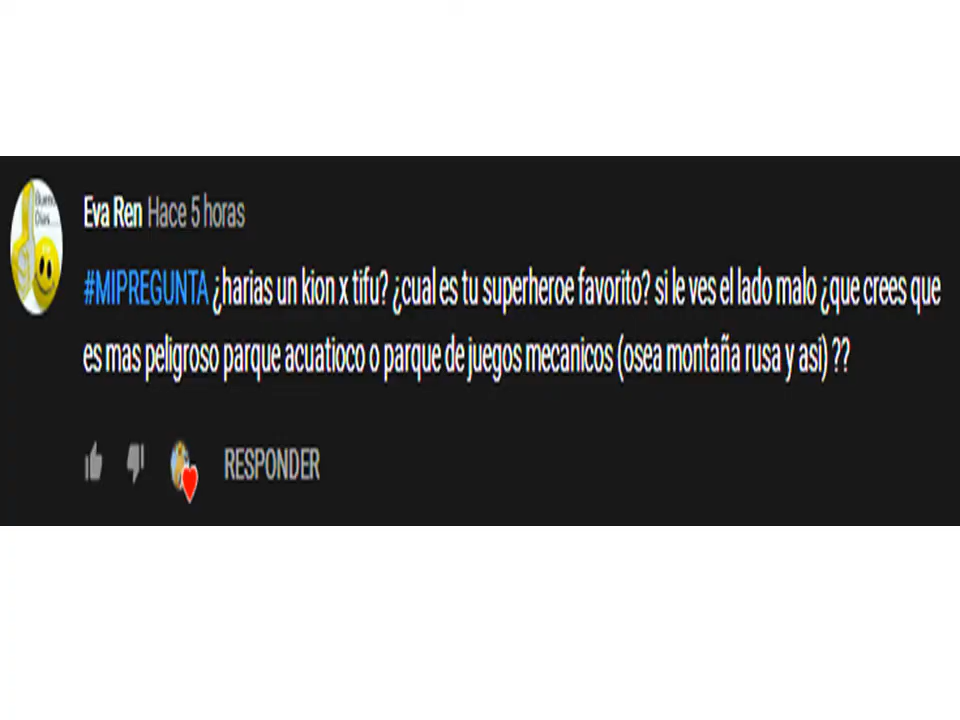 Buenos
Días
Eva Ren Hace 5 horas
#MIPREGUNTA ¿harias un kion x tifu? ¿cual es tu superheroe favorito? si le ves el lado malo ¿que crees que
es mas peligroso parque acuatioco o parque de juegos mecanicos (osea montaña rusa y asi) ??
RESPONDER